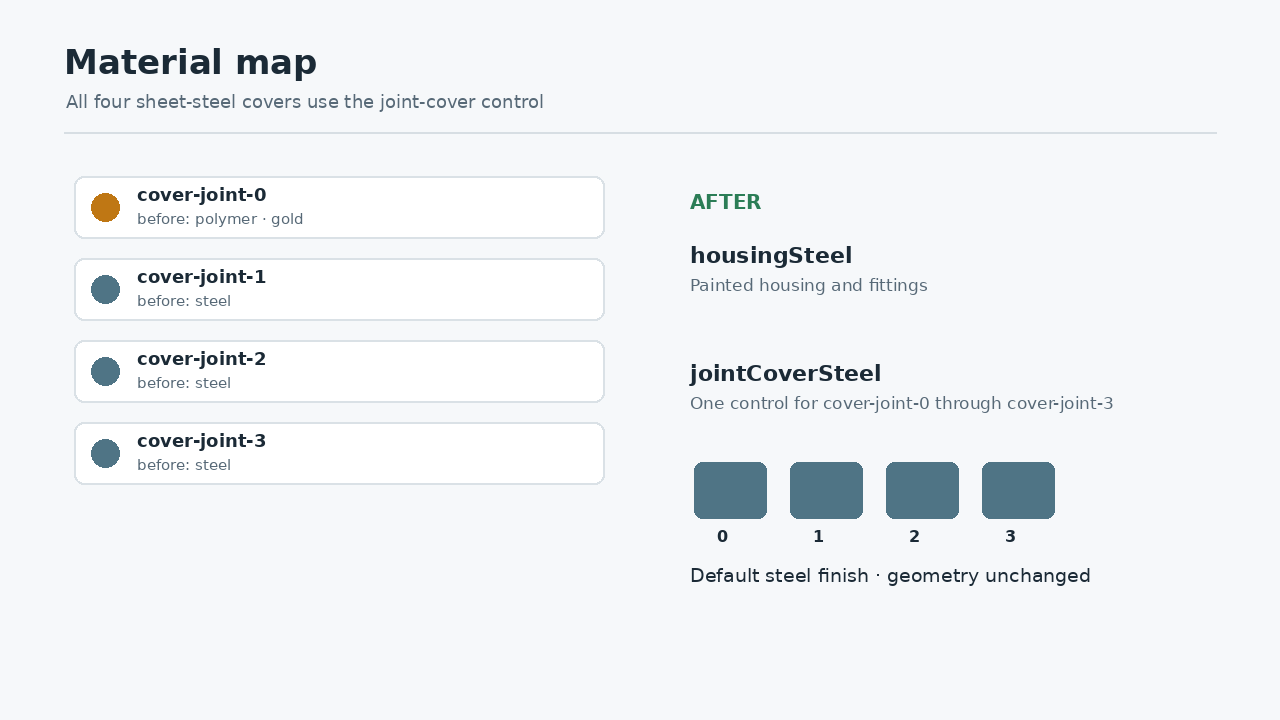 Material map
All four sheet-steel covers use the joint-cover control
cover-joint-0
before: polymer · gold
cover-joint-1
before: steel
cover-joint-2
before: steel
cover-joint-3
before: steel
AFTER
housingSteel
Painted housing and fittings
jointCoverSteel
One control for cover-joint-0 through cover-joint-3
0 1 2 3
Default steel finish · geometry unchanged